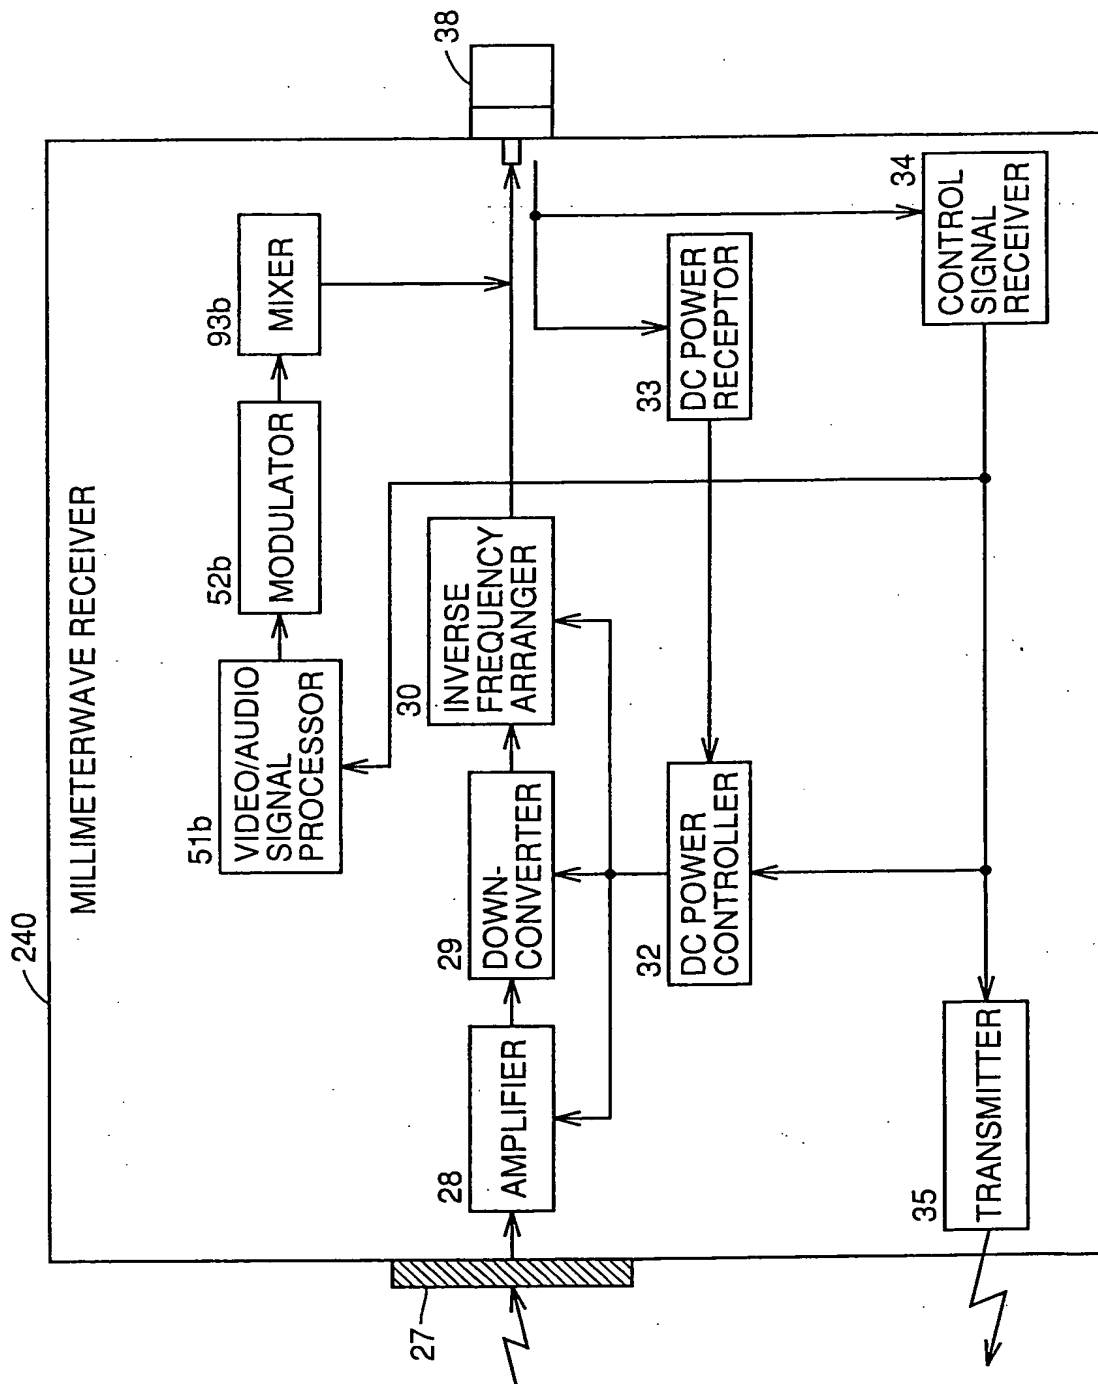 240
MILLIMETERWAVE RECEIVER
51b
VIDEO/AUDIO
SIGNAL
PROCESSOR
52b
MODULATOR
93b
MIXER
38
27
28
AMPLIFIER
29
DOWN-
CONVERTER
30
INVERSE
FREQUENCY
ARRANGER
32
DC POWER
CONTROLLER
33
DC POWER
RECEPTOR
34
CONTROL
SIGNAL
RECEIVER
35
TRANSMITTER